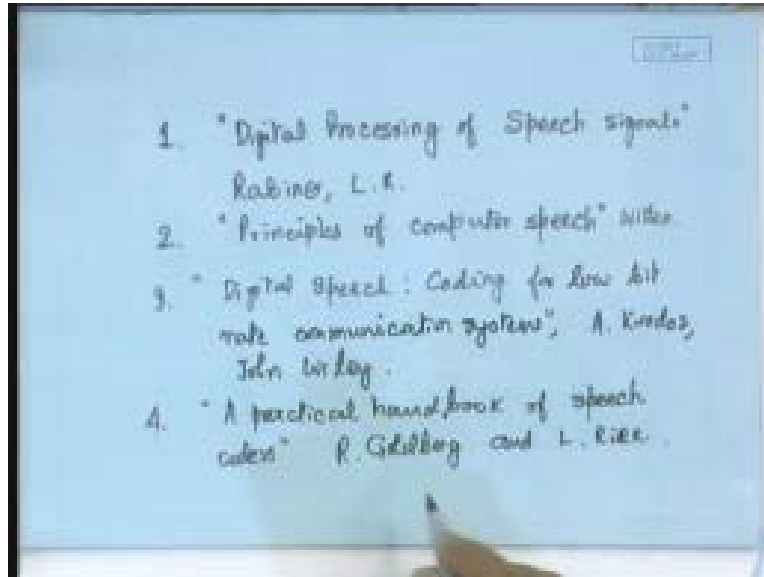 1. "Digital Processing of Speech signals"
Rabiner, L.R.
2. "Principles of computer speech" Witten
3. "Digital Speech: Coding for low bit
rate communication systems", A. Kondoz,
John Wiley.
4. "A practical handbook of speech
coders" R. Goldberg and L. Riek.